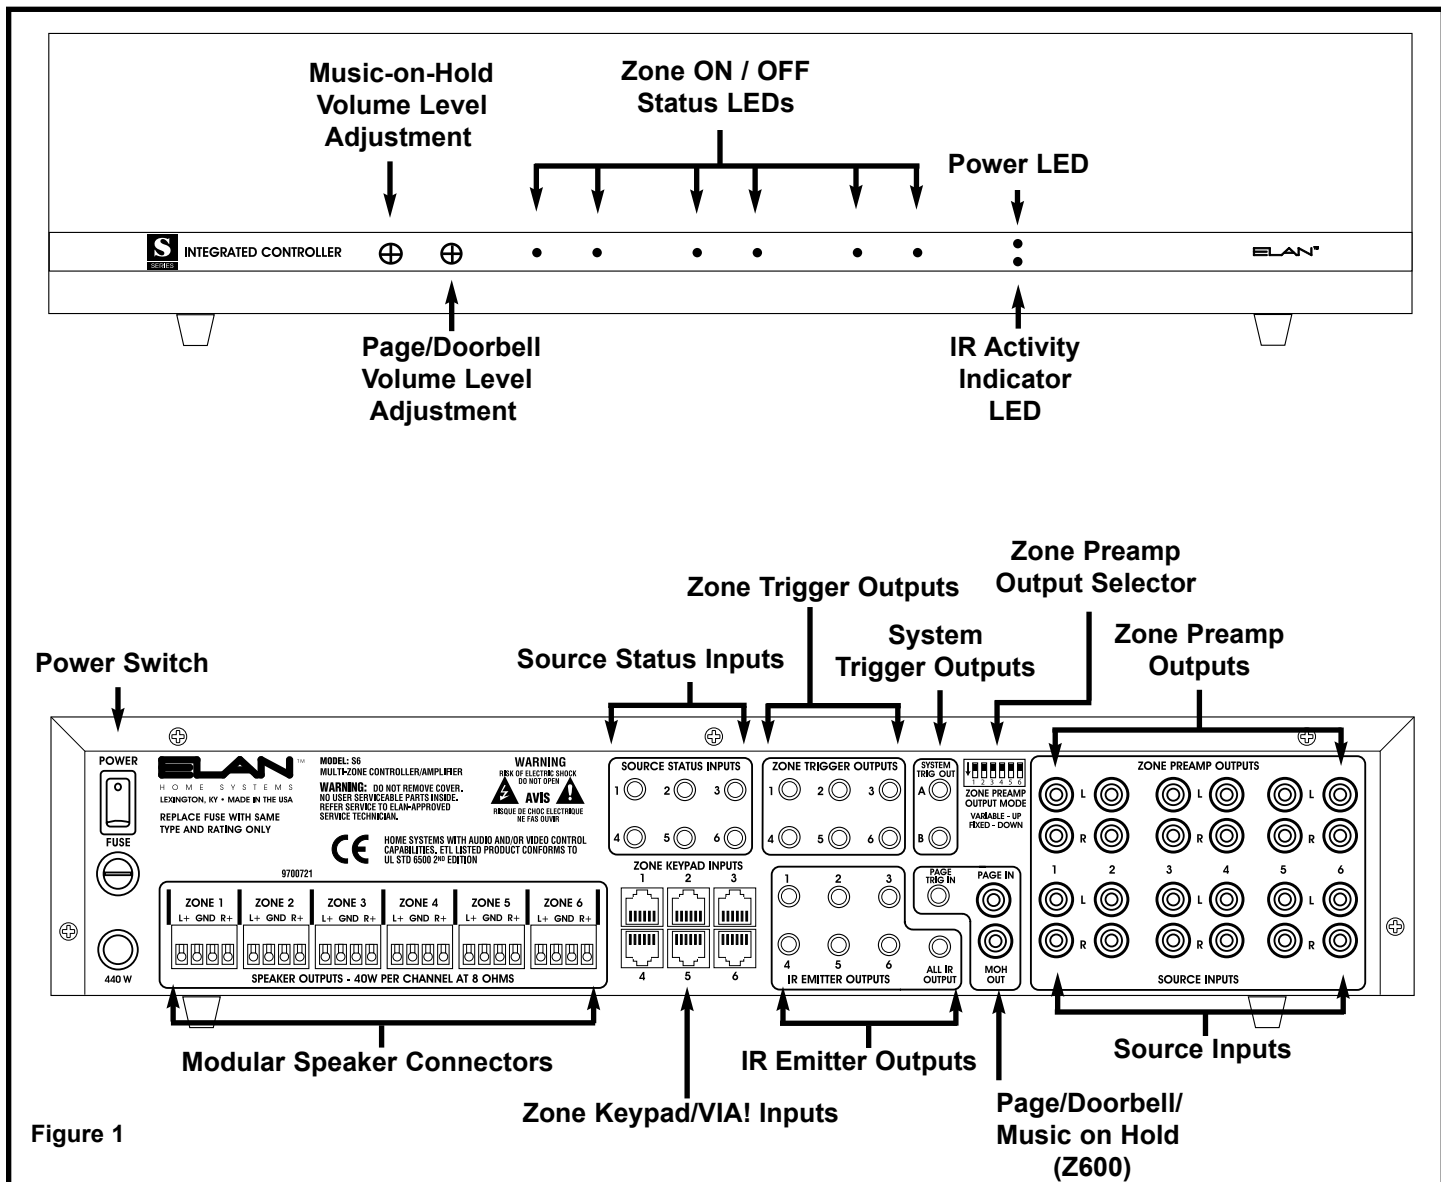 Music-on-Hold
Volume Level
Adjustment
Zone ON / OFF
Status LEDs
Power LED
S
SERIES
INTEGRATED CONTROLLER
ELAN™
Page/Doorbell
Volume Level
Adjustment
IR Activity
Indicator
LED
Zone Preamp
Output Selector
Zone Trigger Outputs
System
Trigger Outputs
Zone Preamp
Outputs
Source Status Inputs
Power Switch
POWER
FUSE
440 W
ELAN™
HOME SYSTEMS
LEXINGTON, KY • MADE IN THE USA
REPLACE FUSE WITH SAME
TYPE AND RATING ONLY
MODEL: S6
MULTI-ZONE CONTROLLER/AMPLIFIER
WARNING: DO NOT REMOVE COVER.
NO USER SERVICEABLE PARTS INSIDE.
REFER SERVICE TO ELAN-APPROVED
SERVICE TECHNICIAN.
WARNING
RISK OF ELECTRIC SHOCK
DO NOT OPEN
AVIS
RISQUE DE CHOC ELECTRIQUE
NE FAS OUVIR
CE
HOME SYSTEMS WITH AUDIO AND/OR VIDEO CONTROL
CAPABILITIES. ETL LISTED PRODUCT CONFORMS TO
UL STD 6500 2ND EDITION
9700721
ZONE 1 ZONE 2 ZONE 3 ZONE 4 ZONE 5 ZONE 6
L+ GND R+ L+ GND R+ L+ GND R+ L+ GND R+ L+ GND R+ L+ GND R+
SPEAKER OUTPUTS - 40W PER CHANNEL AT 8 OHMS
SOURCE STATUS INPUTS
1 2 3
4 5 6
ZONE KEYPAD INPUTS
1 2 3
4 5 6
ZONE TRIGGER OUTPUTS
1 2 3
4 5 6
1 2 3
4 5 6
IR EMITTER OUTPUTS
ALL IR
OUTPUT
SYSTEM
TRIG OUT
A
B
1 2 3 4 5 6
ZONE PREAMP
OUTPUT MODE
VARIABLE - UP
FIXED - DOWN
PAGE
TRIG IN
PAGE IN
MOH
OUT
ZONE PREAMP OUTPUTS
L L L
R R R
1 2 3 4 5 6
L L L
R R R
SOURCE INPUTS
Modular Speaker Connectors
IR Emitter Outputs
Source Inputs
Zone Keypad/VIA! Inputs
Page/Doorbell/
Music on Hold
(Z600)
Figure 1